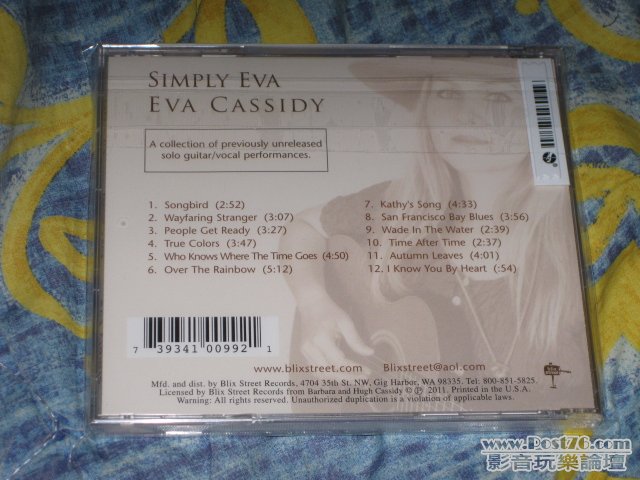 SIMPLY EVA
EVA CASSIDY
A collection of previously unreleased
solo guitar/vocal performances.
1. Songbird (2:52)
2. Wayfaring Stranger (3:07)
3. People Get Ready (3:27)
4. True Colors (3:47)
5. Who Knows Where The Time Goes (4:50)
6. Over The Rainbow (5:12)
7. Kathy's Song (4:33)
8. San Francisco Bay Blues (3:56)
9. Wade In The Water (2:39)
10. Time After Time (2:37)
11. Autumn Leaves (4:01)
12. I Know You By Heart (:54)
7 39341 00992 1
www.blixstreet.com Blixstreet@aol.com
Mfd. and dist. by Blix Street Records, 4704 35th St. NW, Gig Harbor, WA 98335. Tel: 800-851-5825.
Licensed by Blix Street Records from Barbara and Hugh Cassidy © ℗ 2011. Printed in the U.S.A.
Warning: All rights reserved. Unauthorized duplication is a violation of applicable laws.
www.Post76.com
影音玩樂論壇